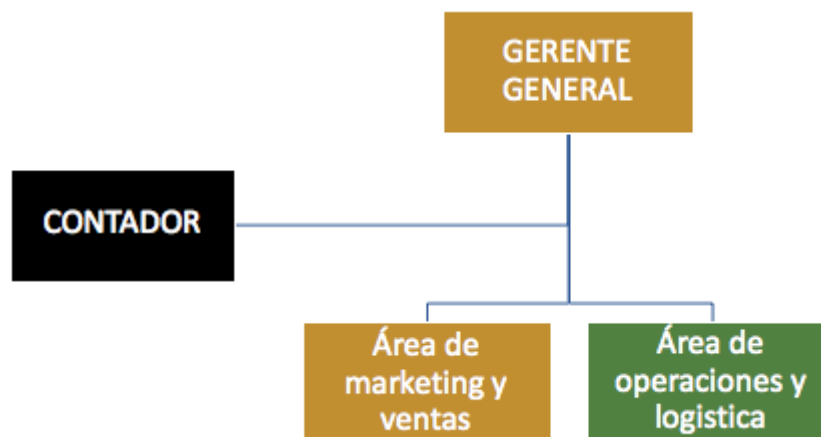 GERENTE
GENERAL
CONTADOR
Área de
marketing y
ventas
Área de
operaciones y
logistica